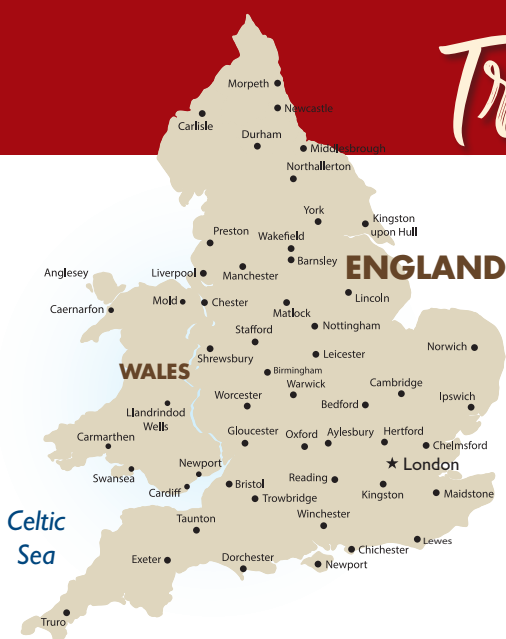 Tr
Morpeth
Newcastle
Carlisle
Durham
Middlesbrough
Northallerton
York
Kingston
upon Hull
Preston
Wakefield
Barnsley
ENGLAND
Anglesey
Liverpool
Manchester
Caernarfon
Mold
Chester
Lincoln
Matlock
Nottingham
Stafford
Shrewsbury
Leicester
Norwich
WALES
Birmingham
Warwick
Cambridge
Worcester
Bedford
Ipswich
Llandrindod
Wells
Carmarthen
Gloucester
Oxford
Aylesbury
Hertford
Chelmsford
London
Newport
Swansea
Cardiff
Bristol
Reading
Kingston
Maidstone
Trowbridge
Celtic
Sea
Taunton
Winchester
Lewes
Chichester
Exeter
Dorchester
Newport
Truro